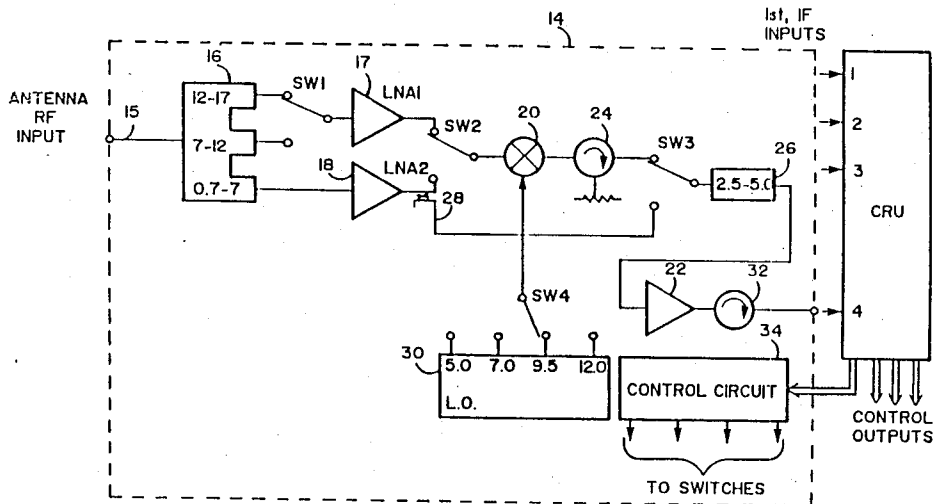 14
1st, IF
INPUTS
ANTENNA
RF
INPUT
15
16
12-17
7-12
0.7-7
SW1
17
LNA1
18
LNA2
28
SW2
20
24
SW3
26
2.5-5.0
1
2
3
4
CRU
22
32
SW4
30
5.0 7.0 9.5 12.0
L.O.
34
CONTROL CIRCUIT
CONTROL
OUTPUTS
TO SWITCHES